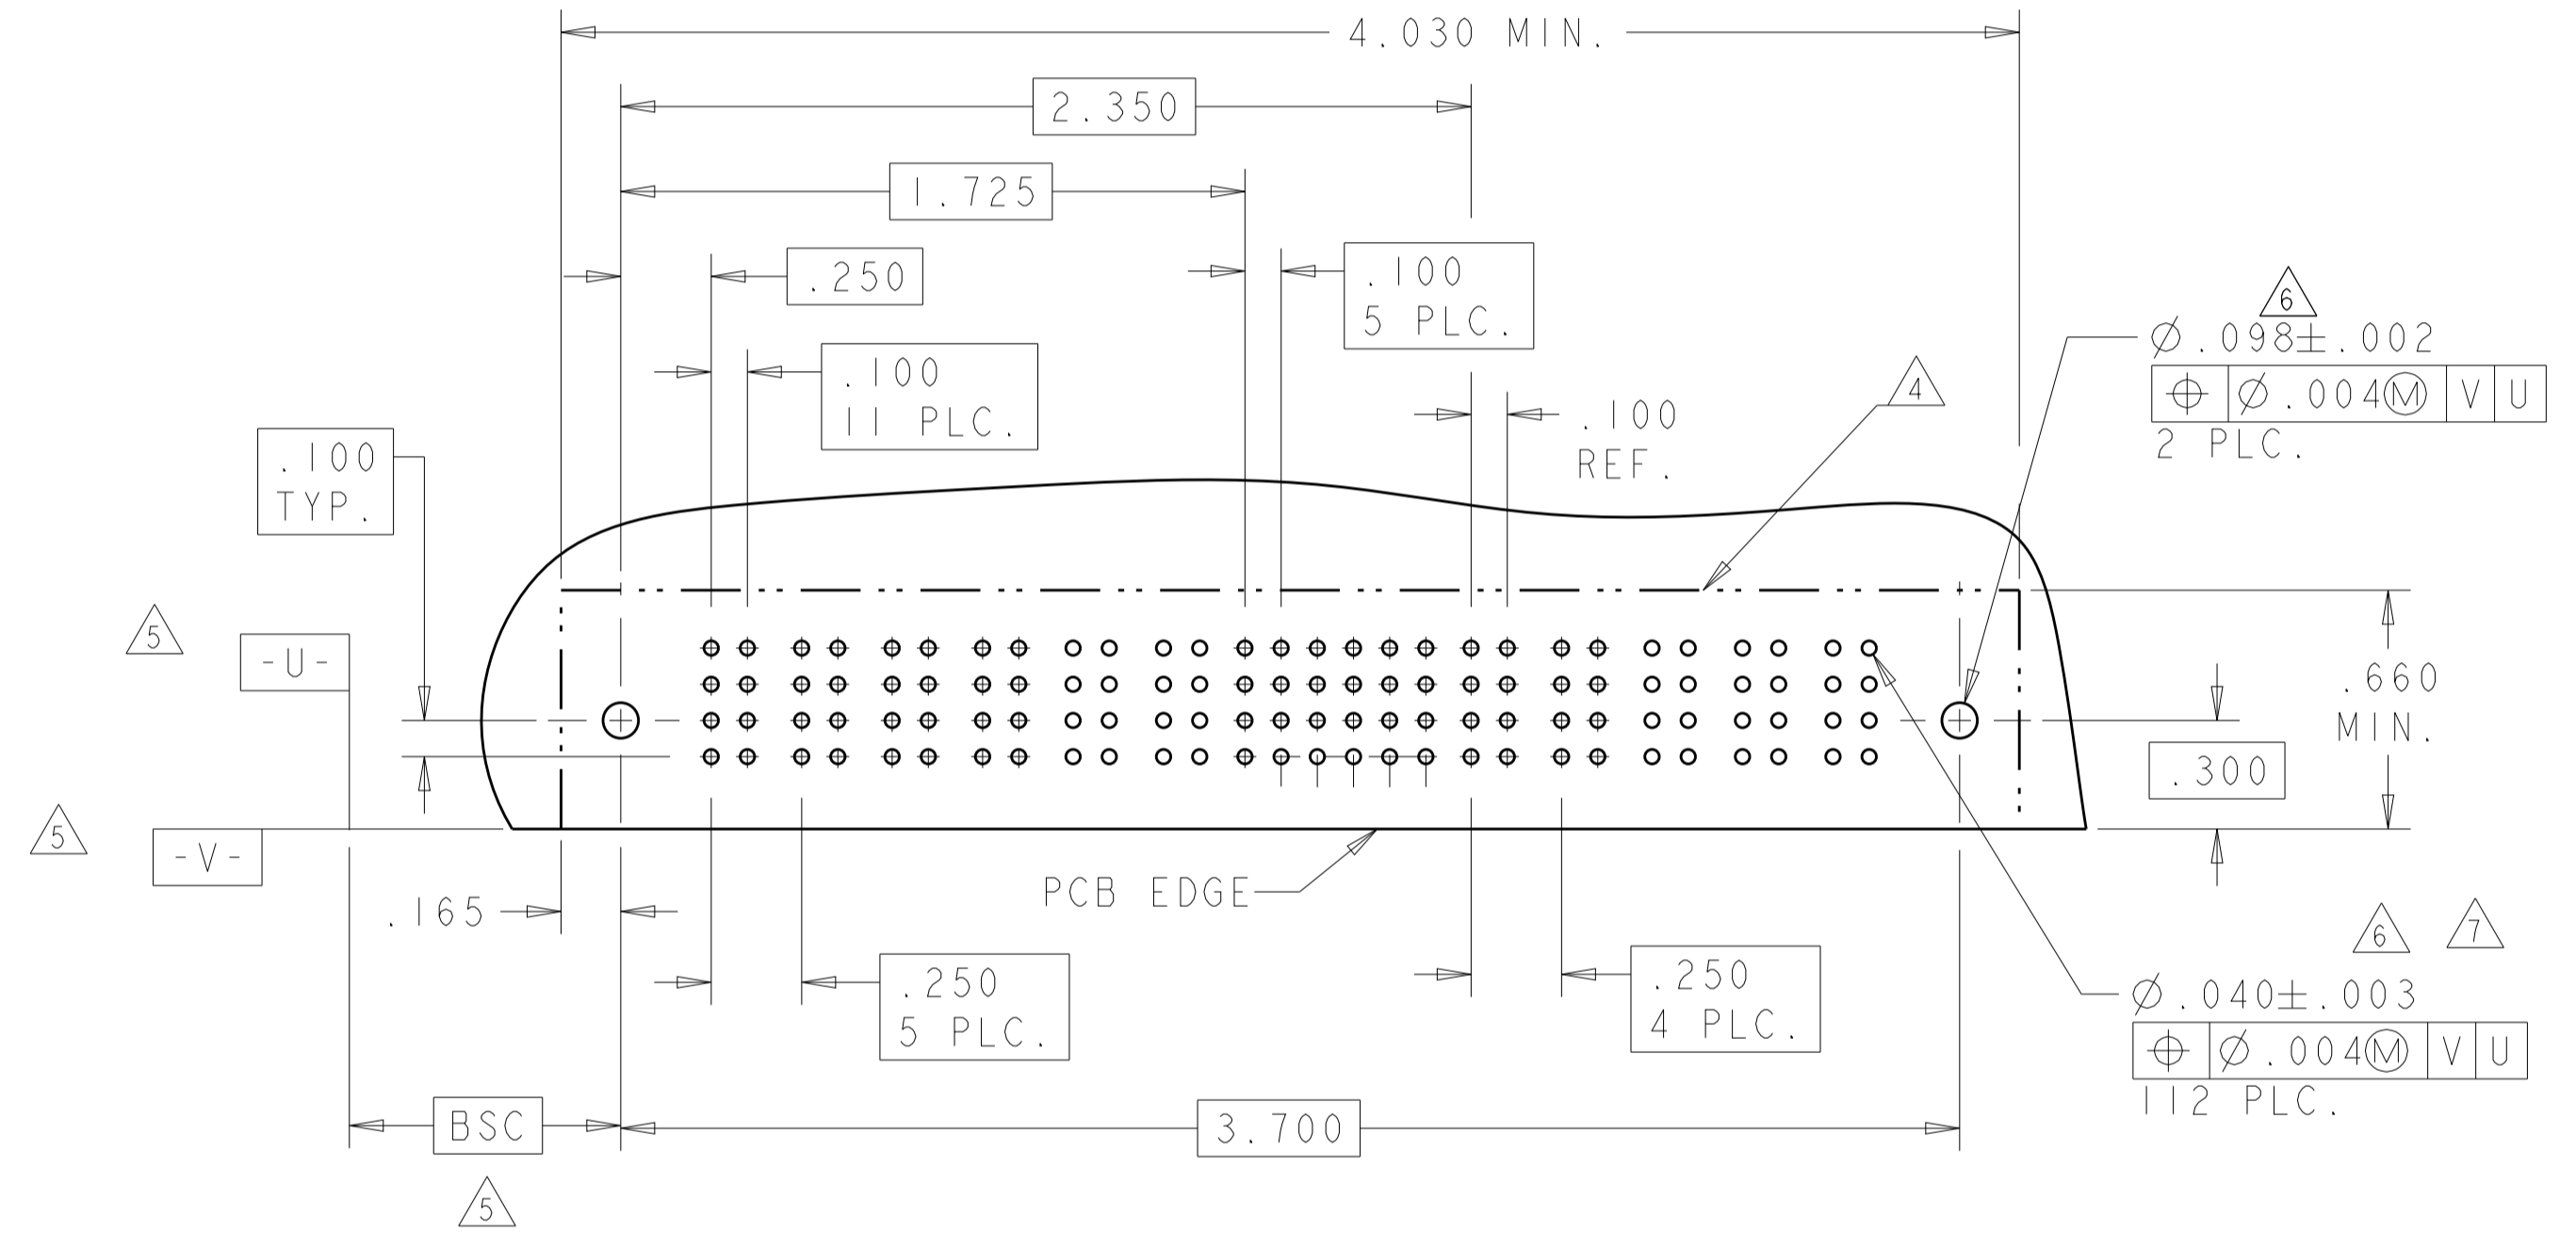 4.030 MIN.
2.350
1.725
.250
.100
5 PLC.
.100
11 PLC.
.100
REF.
.100
TYP.
4
6
Ø.098±.002
⌖ Ø.004Ⓜ V U
2 PLC.
5
-U-
5
-V-
.660
MIN.
.300
.165
PCB EDGE
.250
5 PLC.
.250
4 PLC.
6 7
Ø.040±.003
⌖ Ø.004Ⓜ V U
112 PLC.
BSC
3.700
5